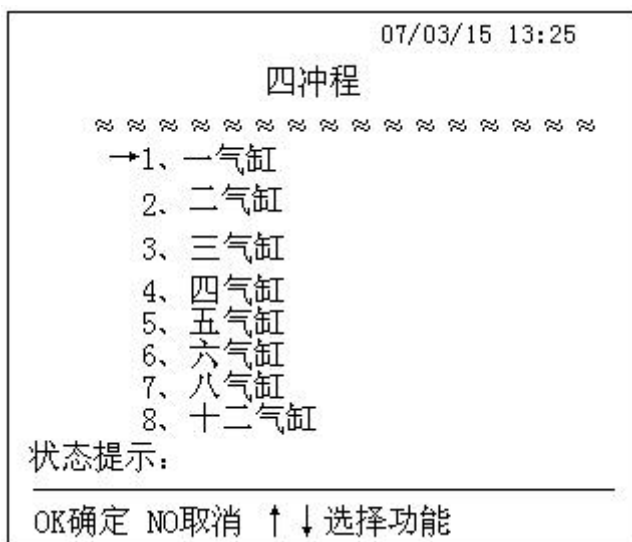 07/03/15 13:25
四冲程
≈ ≈ ≈ ≈ ≈ ≈ ≈ ≈ ≈ ≈ ≈ ≈ ≈ ≈ ≈ ≈
→1、一气缸
2、二气缸
3、三气缸
4、四气缸
5、五气缸
6、六气缸
7、八气缸
8、十二气缸
状态提示：
OK确定 NO取消 ↑↓选择功能